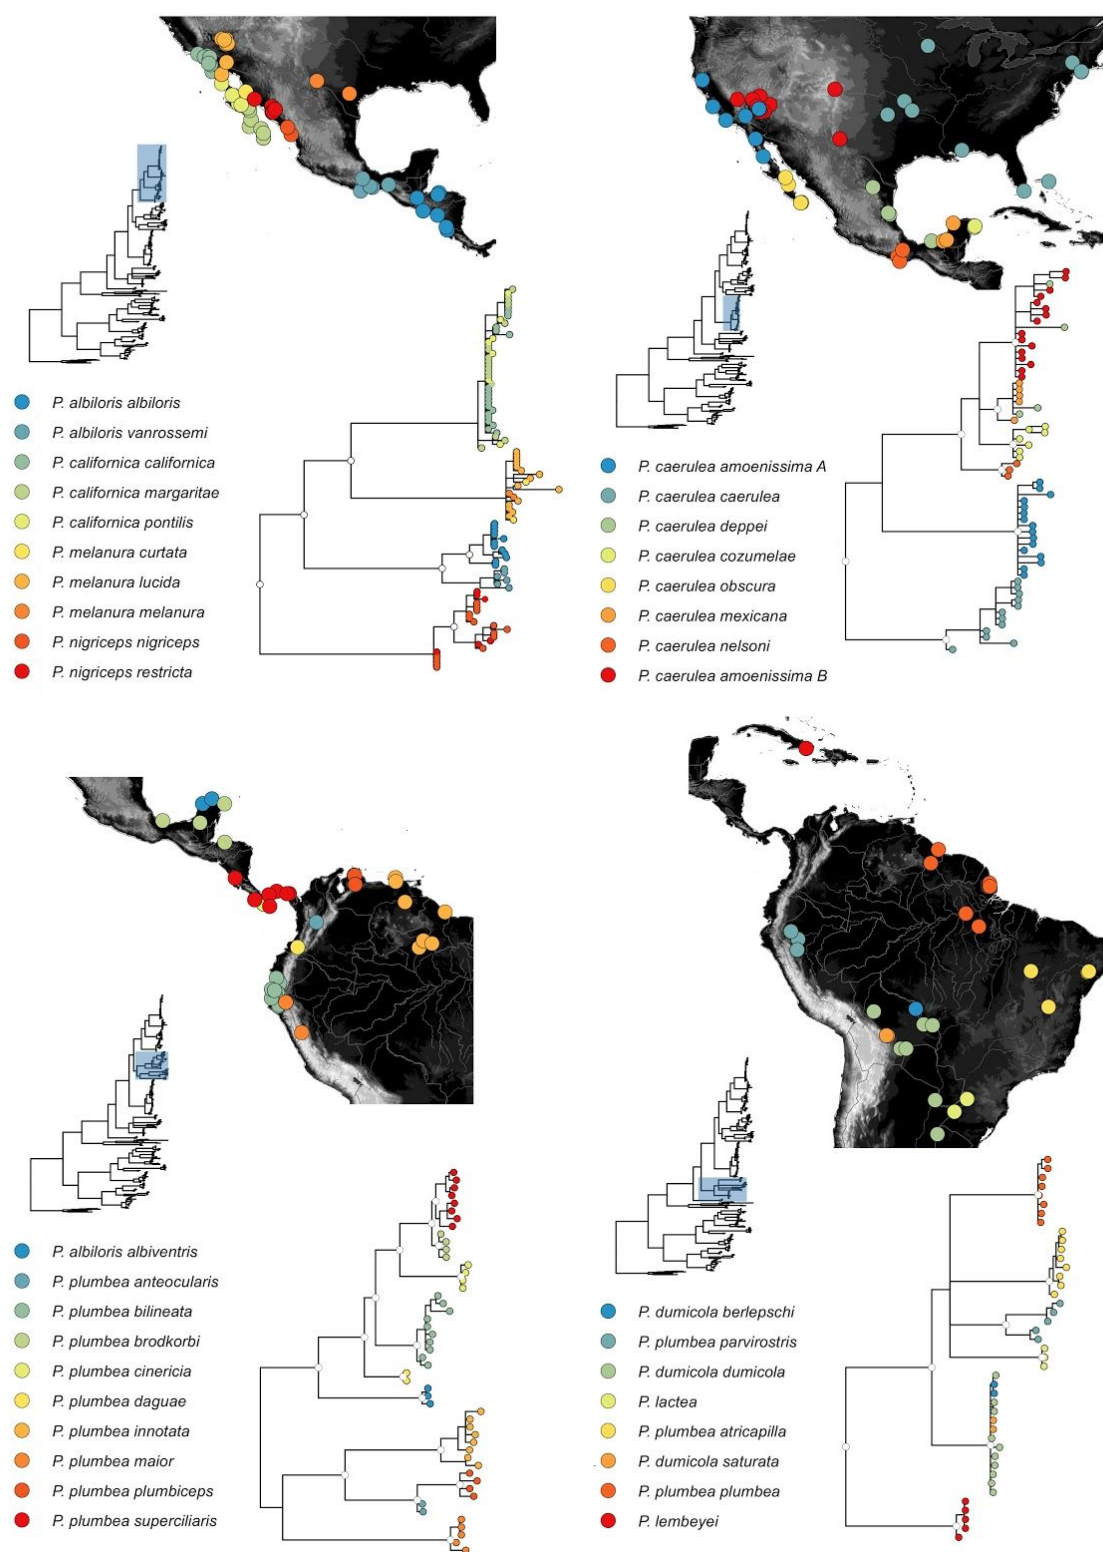 P. albiloris albiloris
P. albiloris vanrossemi
P. californica californica
P. californica margaritae
P. californica pontilis
P. melanura curtata
P. melanura lucida
P. melanura melanura
P. nigriceps nigriceps
P. nigriceps restricta
P. caerulea amoenissima A
P. caerulea caerulea
P. caerulea deppei
P. caerulea cozumelae
P. caerulea obscura
P. caerulea mexicana
P. caerulea nelsoni
P. caerulea amoenissima B
P. albiloris albiventris
P. plumbea anteocularis
P. plumbea bilineata
P. plumbea brodkorbi
P. plumbea cinericia
P. plumbea daguae
P. plumbea innotata
P. plumbea maior
P. plumbea plumbiceps
P. plumbea superciliaris
P. dumicola berlepschi
P. plumbea parvirostris
P. dumicola dumicola
P. lactea
P. plumbea atricapilla
P. dumicola saturata
P. plumbea plumbea
P. lembeyei